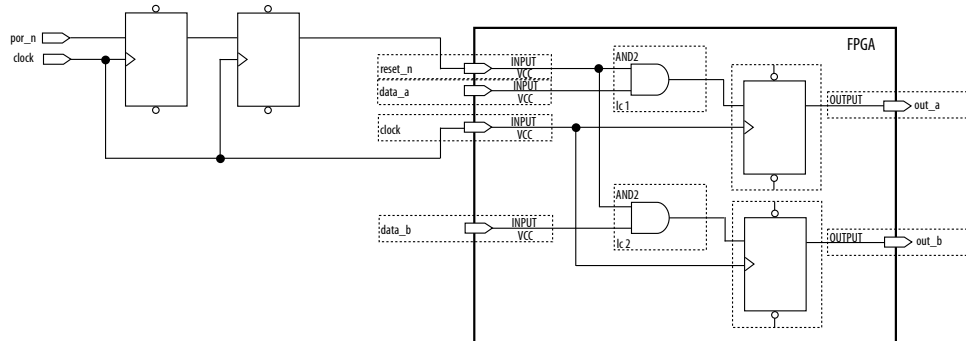 por_n
clock
FPGA
reset_n
INPUT
VCC
data_a
INPUT
VCC
AND2
lc 1
clock
INPUT
VCC
OUTPUT
out_a
AND2
lc 2
data_b
INPUT
VCC
OUTPUT
out_b